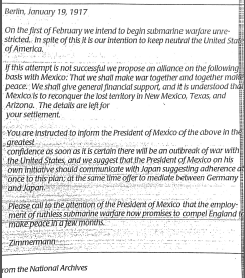 Berlin, January 19, 1917
On the first of February we intend to begin submarine warfare unre-
stricted. In spite of this it is our intention to keep neutral the United Stat
of America.
If this attempt is not successful we propose an alliance on the following
basis with Mexico: That we shall make war together and together make
peace. We shall give general financial support, and it is understood tha
Mexico is to reconquer the lost territory in New Mexico, Texas, and
Arizona. The details are left for
your settlement.
You are instructed to inform the President of Mexico of the above in the
greatest
confidence as soon as it is certain there will be an outbreak of war with
the United States, and we suggest that the President of Mexico on his
own initiative should communicate with Japan suggesting adherence at
once to this plan; at the same time offer to mediate between Germany
and Japan.
Please call to the attention of the President of Mexico that the employ-
ment of ruthless submarine warfare now promises to compel England t
make peace in a few months.
Zimmermann
rom the National Archives